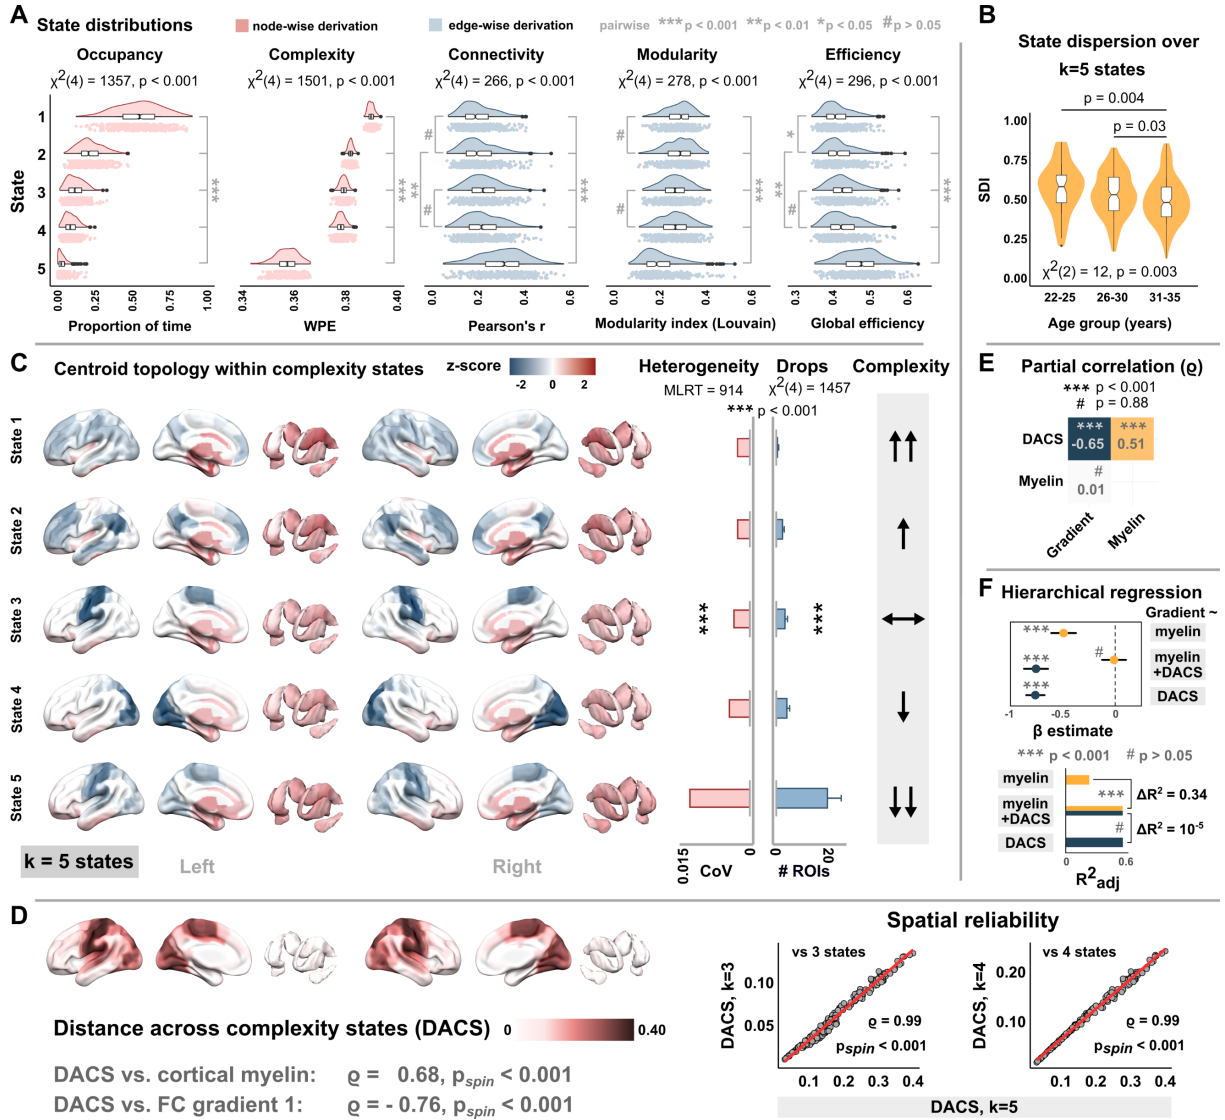 A State distributions
node-wise derivation
edge-wise derivation
pairwise ***p < 0.001 **p < 0.01 *p < 0.05 #p > 0.05
Occupancy Complexity Connectivity Modularity Efficiency
χ²(4) = 1357, p < 0.001 χ²(4) = 1501, p < 0.001 χ²(4) = 266, p < 0.001 χ²(4) = 278, p < 0.001 χ²(4) = 296, p < 0.001
State
1
2
3
4
5
***
***
# ** # ***
# # ***
* ** # ***
0.00 0.25 0.50 0.75 1.00
0.34 0.36 0.38 0.40
0.0 0.2 0.4 0.6
0.0 0.2 0.4 0.6
0.3 0.5 0.6 0.8
Proportion of time WPE Pearson's r Modularity index (Louvain) Global efficiency
B State dispersion over
k=5 states
p = 0.004
p = 0.03
SDI
1.00
0.75
0.50
0.25
0.00
χ²(2) = 12, p = 0.003
22-25 26-30 31-35
Age group (years)
C Centroid topology within complexity states
z-score
-2 0 2
Heterogeneity Drops Complexity
MLRT = 914 χ²(4) = 1457
*** p < 0.001
State 1
State 2
State 3
State 4
State 5
*** ***
k = 5 states
Left Right
0.015 0
CoV
0 20
# ROIs
E Partial correlation (ϱ)
*** p < 0.001
# p = 0.88
DACS *** -0.65 *** 0.51
Myelin # 0.01
Gradient Myelin
F Hierarchical regression
Gradient ~
*** myelin
# *** myelin
+DACS
*** DACS
-1 -0.5 0
β estimate
*** p < 0.001 # p > 0.05
myelin
myelin
+DACS
DACS
*** ΔR² = 0.34
# ΔR² = 10⁻⁵
0 0.6
R²adj
D
Distance across complexity states (DACS) 0 0.40
DACS vs. cortical myelin: ϱ = 0.68, pspin < 0.001
DACS vs. FC gradient 1: ϱ = - 0.76, pspin < 0.001
Spatial reliability
vs 3 states
DACS, k=3
0.10
0.05
ϱ = 0.99
pspin < 0.001
0.1 0.2 0.3 0.4
vs 4 states
DACS, k=4
0.20
0.10
ϱ = 0.99
pspin < 0.001
0.1 0.2 0.3 0.4
DACS, k=5